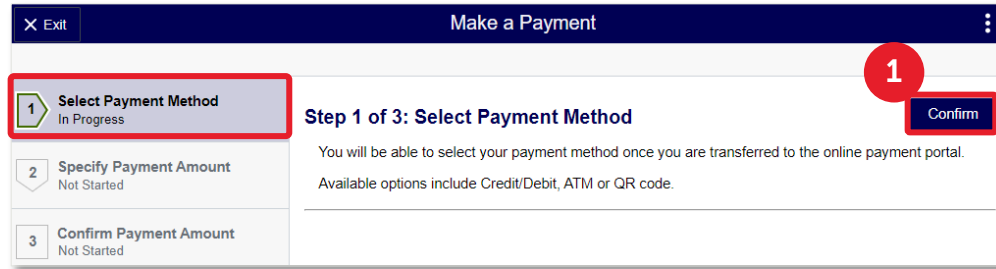 X Exit
Make a Payment
1
1
Select Payment Method
In Progress
Step 1 of 3: Select Payment Method
Confirm
You will be able to select your payment method once you are transferred to the online payment portal.
Available options include Credit/Debit, ATM or QR code.
2
Specify Payment Amount
Not Started
3
Confirm Payment Amount
Not Started